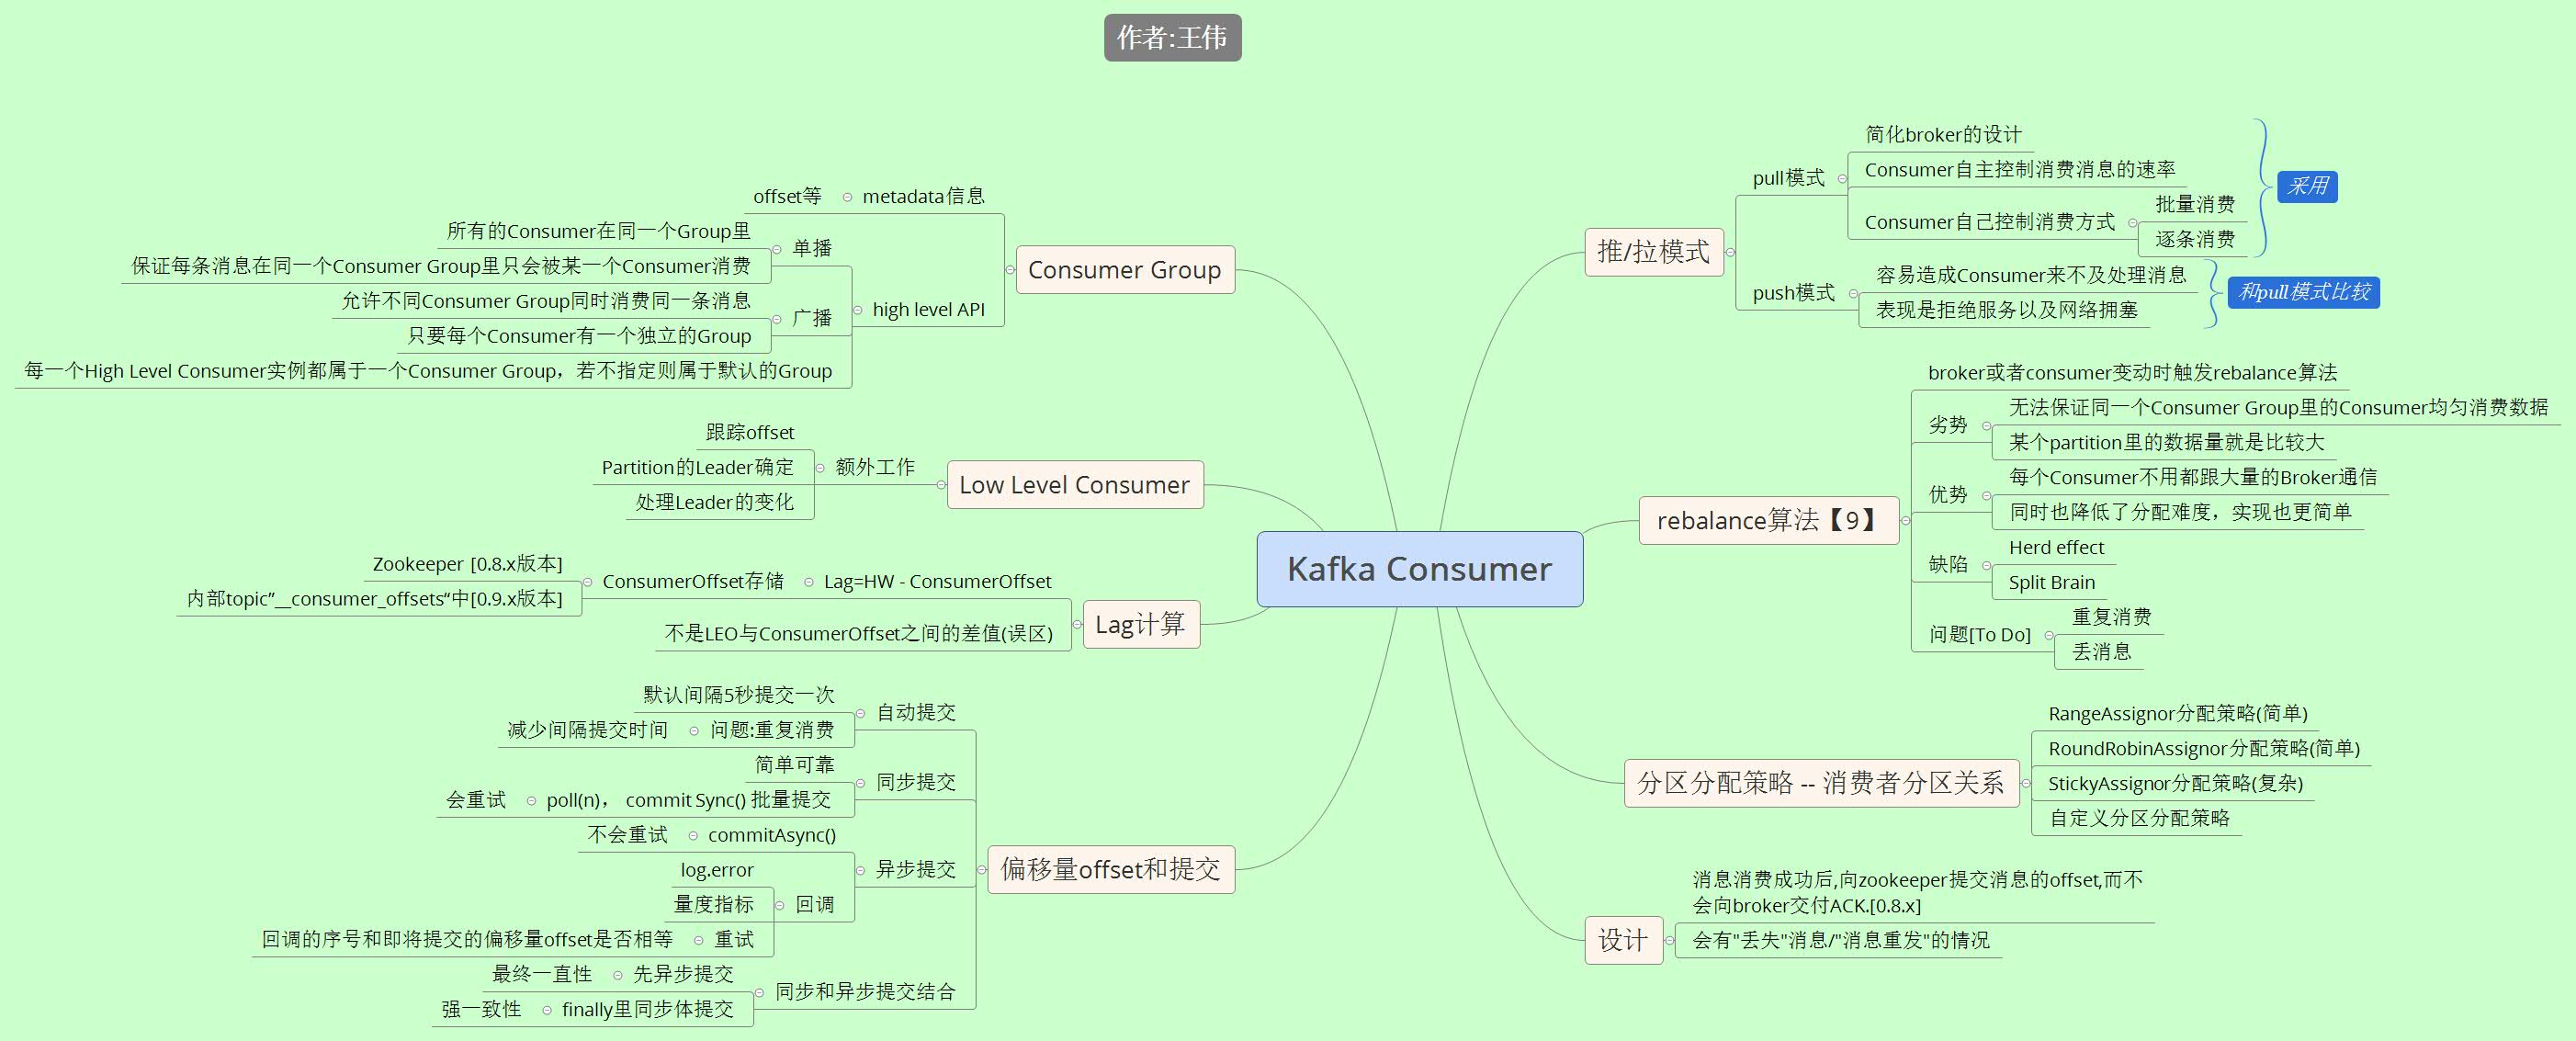 作者:王伟
Kafka Consumer
Consumer Group
metadata信息
offset等
high level API
单播
所有的Consumer在同一个Group里
保证每条消息在同一个Consumer Group里只会被某一个Consumer消费
广播
允许不同Consumer Group同时消费同一条消息
只要每个Consumer有一个独立的Group
每一个High Level Consumer实例都属于一个Consumer Group，若不指定则属于默认的Group
Low Level Consumer
额外工作
跟踪offset
Partition的Leader确定
处理Leader的变化
Lag计算
Lag=HW - ConsumerOffset
ConsumerOffset存储
Zookeeper [0.8.x版本]
内部topic”__consumer_offsets“中[0.9.x版本]
不是LEO与ConsumerOffset之间的差值(误区)
偏移量offset和提交
自动提交
默认间隔5秒提交一次
问题:重复消费
减少间隔提交时间
同步提交
简单可靠
poll(n)， commit Sync() 批量提交
会重试
异步提交
commitAsync()
不会重试
回调
log.error
量度指标
重试
回调的序号和即将提交的偏移量offset是否相等
同步和异步提交结合
先异步提交
最终一直性
finally里同步体提交
强一致性
推/拉模式
pull模式
简化broker的设计
Consumer自主控制消费消息的速率
Consumer自己控制消费方式
批量消费
逐条消费
采用
push模式
容易造成Consumer来不及处理消息
表现是拒绝服务以及网络拥塞
和pull模式比较
rebalance算法【9】
broker或者consumer变动时触发rebalance算法
劣势
无法保证同一个Consumer Group里的Consumer均匀消费数据
某个partition里的数据量就是比较大
优势
每个Consumer不用都跟大量的Broker通信
同时也降低了分配难度，实现也更简单
缺陷
Herd effect
Split Brain
问题[To Do]
重复消费
丢消息
分区分配策略 -- 消费者分区关系
RangeAssignor分配策略(简单)
RoundRobinAssignor分配策略(简单)
StickyAssignor分配策略(复杂)
自定义分区分配策略
设计
消息消费成功后,向zookeeper提交消息的offset,而不
会向broker交付ACK.[0.8.x]
会有"丢失"消息/"消息重发"的情况